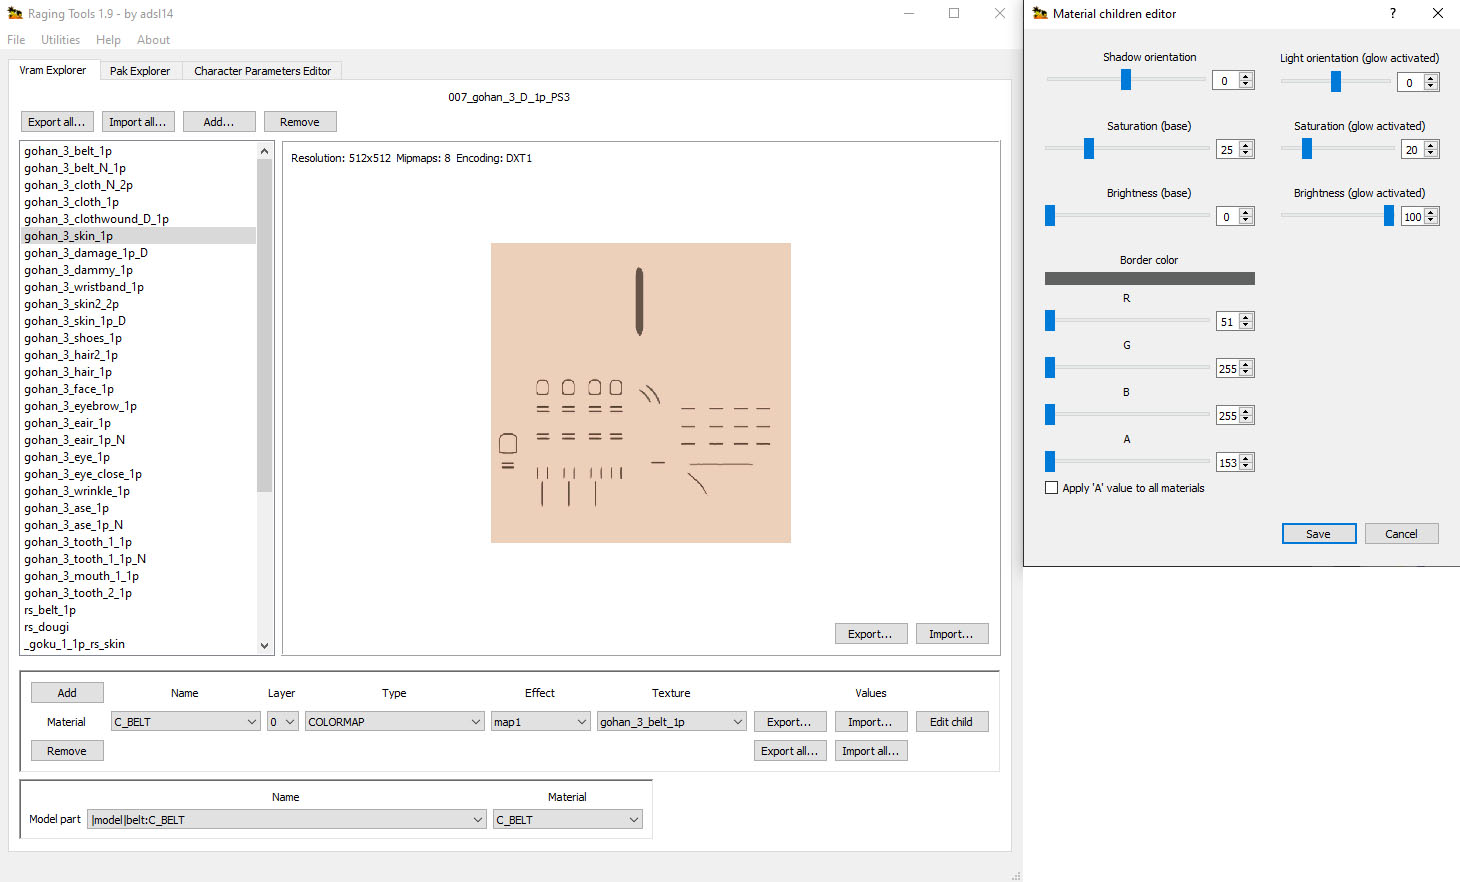 Raging Tools 1.9 - by adsl14
File Utilities Help About
Vram Explorer Pak Explorer Character Parameters Editor
007_gohan_3_D_1p_PS3
Export all... Import all... Add... Remove
gohan_3_belt_1p
gohan_3_belt_N_1p
gohan_3_cloth_N_2p
gohan_3_cloth_1p
gohan_3_clothwound_D_1p
gohan_3_skin_1p
gohan_3_damage_1p_D
gohan_3_dammy_1p
gohan_3_wristband_1p
gohan_3_skin2_2p
gohan_3_skin_1p_D
gohan_3_shoes_1p
gohan_3_hair2_1p
gohan_3_hair_1p
gohan_3_face_1p
gohan_3_eyebrow_1p
gohan_3_eair_1p
gohan_3_eair_1p_N
gohan_3_eye_1p
gohan_3_eye_close_1p
gohan_3_wrinkle_1p
gohan_3_ase_1p
gohan_3_ase_1p_N
gohan_3_tooth_1_1p
gohan_3_tooth_1_1p_N
gohan_3_mouth_1_1p
gohan_3_tooth_2_1p
rs_belt_1p
rs_dougi
_goku_1_1p_rs_skin
Resolution: 512x512 Mipmaps: 8 Encoding: DXT1
Export... Import...
Add Name Layer Type Effect Texture Values
Material C_BELT 0 COLORMAP map1 gohan_3_belt_1p Export... Import... Edit child
Remove Export all... Import all...
Name Material
Model part |model|belt:C_BELT C_BELT
Material children editor ?
Shadow orientation Light orientation (glow activated)
0 0
Saturation (base) Saturation (glow activated)
25 20
Brightness (base) Brightness (glow activated)
0 100
Border color
R
51
G
255
B
255
A
153
Apply 'A' value to all materials
Save Cancel